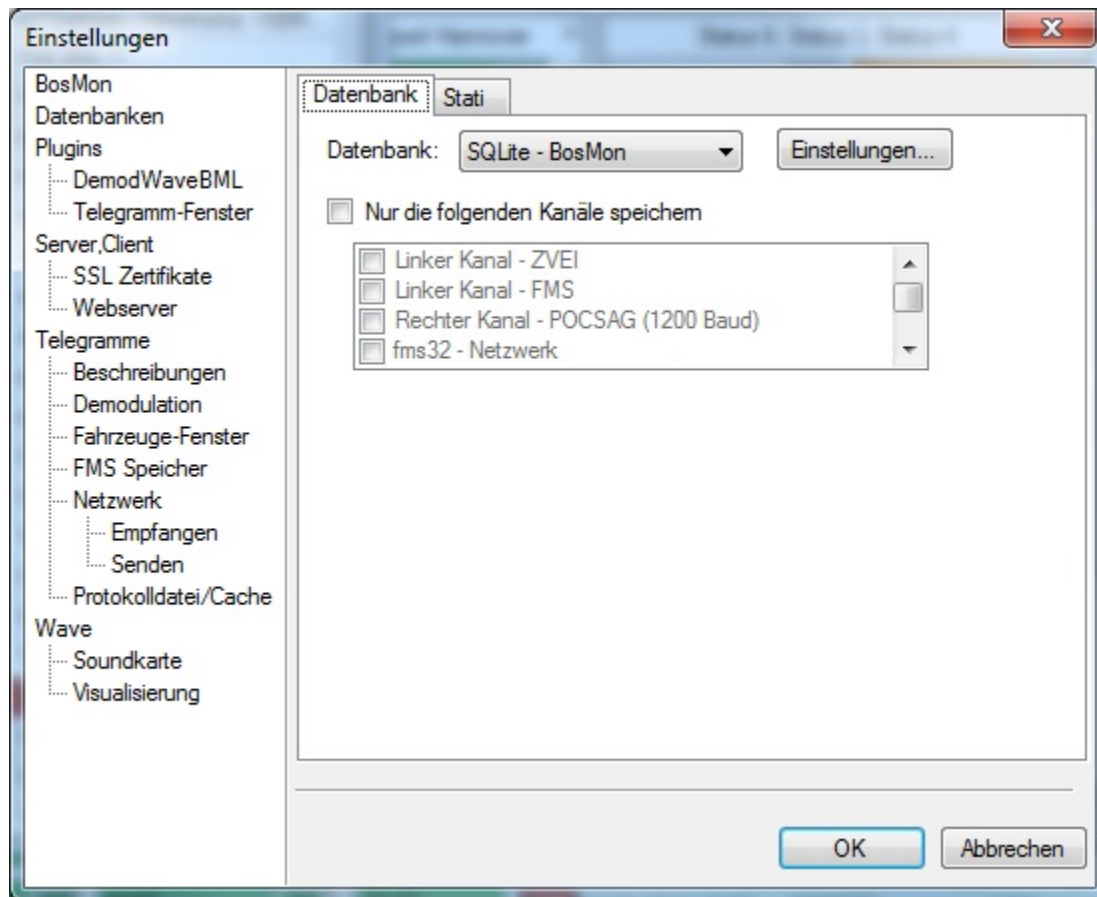 Einstellungen
BosMon
Datenbanken
Plugins
DemodWaveBML
Telegramm-Fenster
Server,Client
SSL Zertifikate
Webserver
Telegramme
Beschreibungen
Demodulation
Fahrzeuge-Fenster
FMS Speicher
Netzwerk
Empfangen
Senden
Protokolldatei/Cache
Wave
Soundkarte
Visualisierung
Datenbank Stati
Datenbank: SQLite - BosMon Einstellungen...
Nur die folgenden Kanäle speichern
Linker Kanal - ZVEI
Linker Kanal - FMS
Rechter Kanal - POCSAG (1200 Baud)
fms32 - Netzwerk
OK Abbrechen